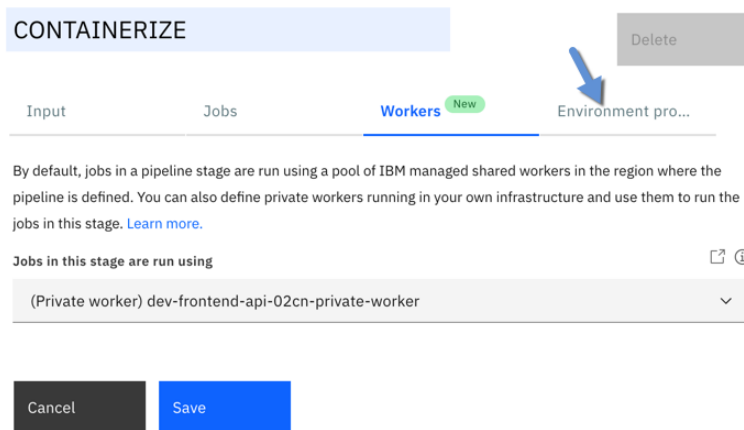 CONTAINERIZE
Delete
Input
Jobs
Workers New
Environment pro...
By default, jobs in a pipeline stage are run using a pool of IBM managed shared workers in the region where the
pipeline is defined. You can also define private workers running in your own infrastructure and use them to run the
jobs in this stage. Learn more.
Jobs in this stage are run using
(Private worker) dev-frontend-api-02cn-private-worker
Cancel
Save